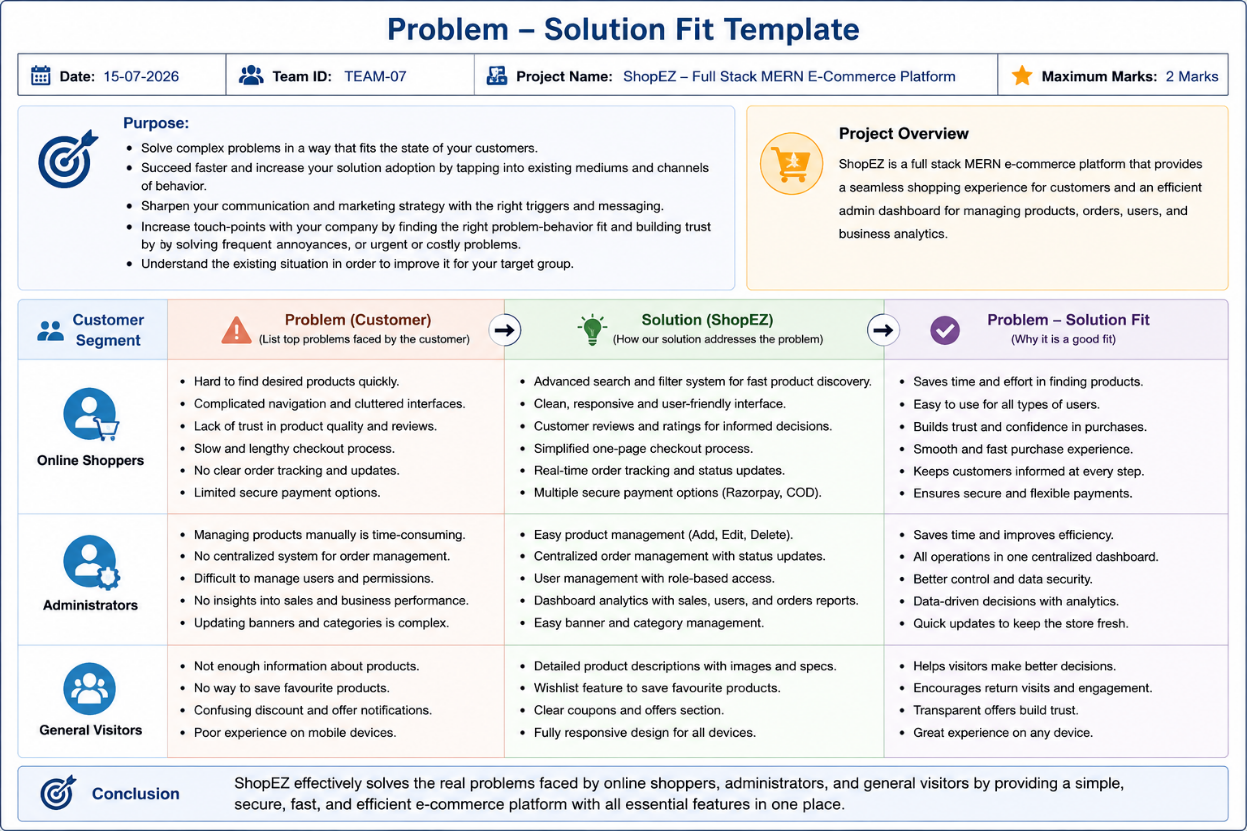 Problem – Solution Fit Template
Date: 15-07-2026
Team ID: TEAM-07
Project Name: ShopEZ – Full Stack MERN E-Commerce Platform
Maximum Marks: 2 Marks
Purpose:
• Solve complex problems in a way that fits the state of your customers.
• Succeed faster and increase your solution adoption by tapping into existing mediums and channels
of behavior.
• Sharpen your communication and marketing strategy with the right triggers and messaging.
• Increase touch-points with your company by finding the right problem-behavior fit and building trust
by by solving frequent annoyances, or urgent or costly problems.
• Understand the existing situation in order to improve it for your target group.
Project Overview
ShopEZ is a full stack MERN e-commerce platform that provides
a seamless shopping experience for customers and an efficient
admin dashboard for managing products, orders, users, and
business analytics.
Customer
Segment
Problem (Customer)
(List top problems faced by the customer)
Solution (ShopEZ)
(How our solution addresses the problem)
Problem – Solution Fit
(Why it is a good fit)
Online Shoppers
• Hard to find desired products quickly.
• Complicated navigation and cluttered interfaces.
• Lack of trust in product quality and reviews.
• Slow and lengthy checkout process.
• No clear order tracking and updates.
• Limited secure payment options.
• Advanced search and filter system for fast product discovery.
• Clean, responsive and user-friendly interface.
• Customer reviews and ratings for informed decisions.
• Simplified one-page checkout process.
• Real-time order tracking and status updates.
• Multiple secure payment options (Razorpay, COD).
• Saves time and effort in finding products.
• Easy to use for all types of users.
• Builds trust and confidence in purchases.
• Smooth and fast purchase experience.
• Keeps customers informed at every step.
• Ensures secure and flexible payments.
Administrators
• Managing products manually is time-consuming.
• No centralized system for order management.
• Difficult to manage users and permissions.
• No insights into sales and business performance.
• Updating banners and categories is complex.
• Easy product management (Add, Edit, Delete).
• Centralized order management with status updates.
• User management with role-based access.
• Dashboard analytics with sales, users, and orders reports.
• Easy banner and category management.
• Saves time and improves efficiency.
• All operations in one centralized dashboard.
• Better control and data security.
• Data-driven decisions with analytics.
• Quick updates to keep the store fresh.
General Visitors
• Not enough information about products.
• No way to save favourite products.
• Confusing discount and offer notifications.
• Poor experience on mobile devices.
• Detailed product descriptions with images and specs.
• Wishlist feature to save favourite products.
• Clear coupons and offers section.
• Fully responsive design for all devices.
• Helps visitors make better decisions.
• Encourages return visits and engagement.
• Transparent offers build trust.
• Great experience on any device.
Conclusion
ShopEZ effectively solves the real problems faced by online shoppers, administrators, and general visitors by providing a simple,
secure, fast, and efficient e-commerce platform with all essential features in one place.